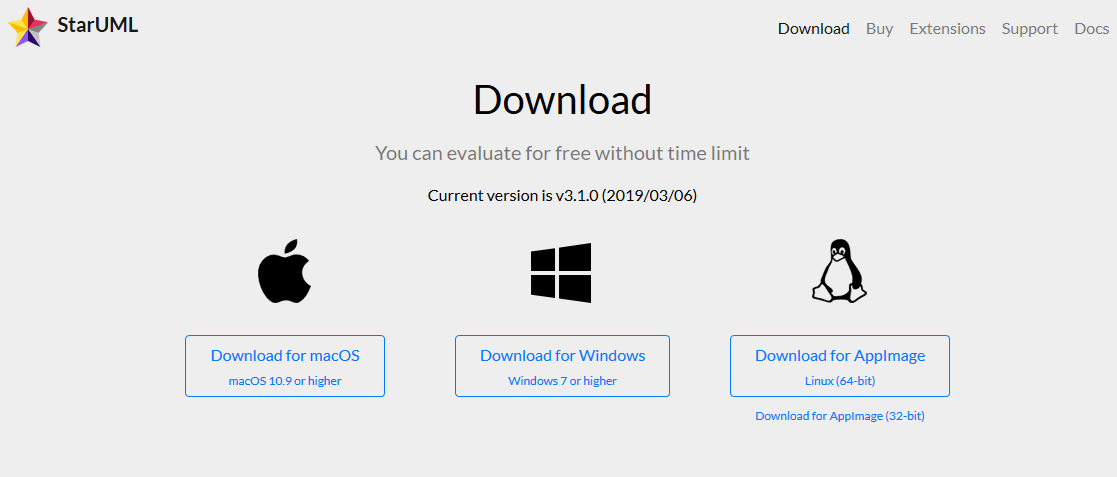 StarUML
Download Buy Extensions Support Docs
Download
You can evaluate for free without time limit
Current version is v3.1.0 (2019/03/06)
Download for macOS
macOS 10.9 or higher
Download for Windows
Windows 7 or higher
Download for AppImage
Linux (64-bit)
Download for AppImage (32-bit)